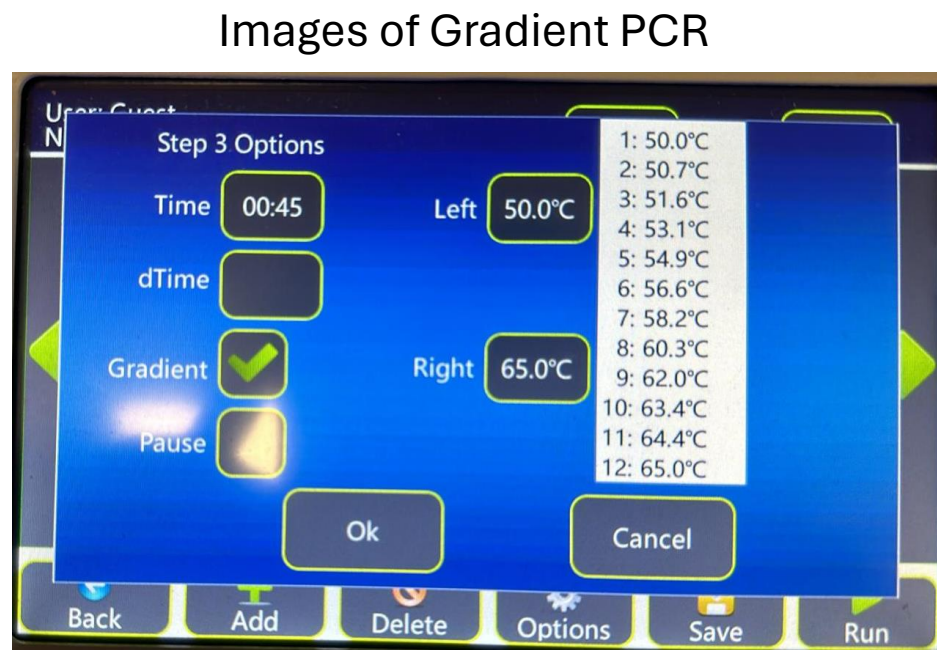 Images of Gradient PCR
User: Guest
N
Step 3 Options
Time 00:45
Left 50.0°C
dTime
Gradient
Right 65.0°C
Pause
1: 50.0°C
2: 50.7°C
3: 51.6°C
4: 53.1°C
5: 54.9°C
6: 56.6°C
7: 58.2°C
8: 60.3°C
9: 62.0°C
10: 63.4°C
11: 64.4°C
12: 65.0°C
Ok
Cancel
Back
Add
Delete
Options
Save
Run